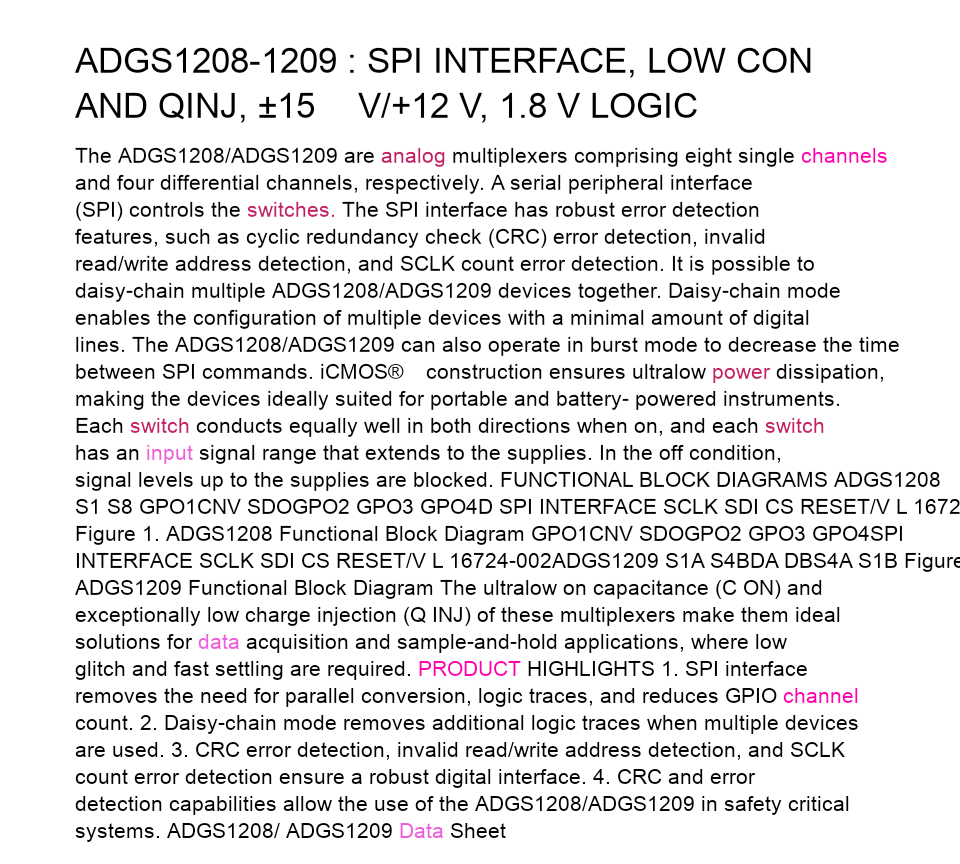 ADGS1208-1209 : SPI INTERFACE, LOW CON
AND QINJ, ±15 V/+12 V, 1.8 V LOGIC
The ADGS1208/ADGS1209 are analog multiplexers comprising eight single channels
and four differential channels, respectively. A serial peripheral interface
(SPI) controls the switches. The SPI interface has robust error detection
features, such as cyclic redundancy check (CRC) error detection, invalid
read/write address detection, and SCLK count error detection. It is possible to
daisy-chain multiple ADGS1208/ADGS1209 devices together. Daisy-chain mode
enables the configuration of multiple devices with a minimal amount of digital
lines. The ADGS1208/ADGS1209 can also operate in burst mode to decrease the time
between SPI commands. iCMOS® construction ensures ultralow power dissipation,
making the devices ideally suited for portable and battery- powered instruments.
Each switch conducts equally well in both directions when on, and each switch
has an input signal range that extends to the supplies. In the off condition,
signal levels up to the supplies are blocked. FUNCTIONAL BLOCK DIAGRAMS ADGS1208
S1 S8 GPO1CNV SDOGPO2 GPO3 GPO4D SPI INTERFACE SCLK SDI CS RESET/V L 1672
Figure 1. ADGS1208 Functional Block Diagram GPO1CNV SDOGPO2 GPO3 GPO4SPI
INTERFACE SCLK SDI CS RESET/V L 16724-002ADGS1209 S1A S4BDA DBS4A S1B Figure
ADGS1209 Functional Block Diagram The ultralow on capacitance (C ON) and
exceptionally low charge injection (Q INJ) of these multiplexers make them ideal
solutions for data acquisition and sample-and-hold applications, where low
glitch and fast settling are required. PRODUCT HIGHLIGHTS 1. SPI interface
removes the need for parallel conversion, logic traces, and reduces GPIO channel
count. 2. Daisy-chain mode removes additional logic traces when multiple devices
are used. 3. CRC error detection, invalid read/write address detection, and SCLK
count error detection ensure a robust digital interface. 4. CRC and error
detection capabilities allow the use of the ADGS1208/ADGS1209 in safety critical
systems. ADGS1208/ ADGS1209 Data Sheet